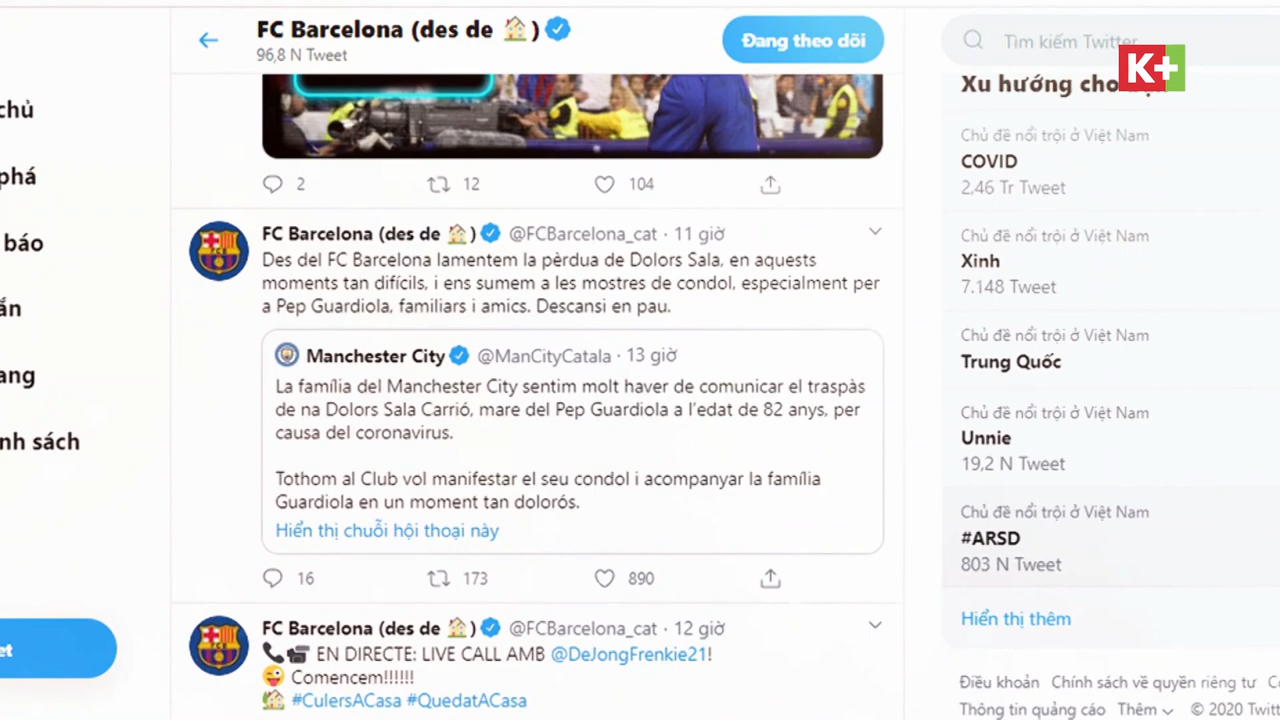 FC Barcelona (des de 🏠)
96,8 N Tweet
Đang theo dõi
Tìm kiếm Twitter
K+
Xu hướng cho
chủ
phá
báo
ang
nh sách
et
2
12
104
FC Barcelona (des de 🏠) @FCBarcelona_cat · 11 giờ
Des del FC Barcelona lamentem la pèrdua de Dolors Sala, en aquests
moments tan difícils, i ens sumem a les mostres de condol, especialment per
a Pep Guardiola, familiars i amics. Descansi en pau.
Manchester City @ManCityCatala · 13 giờ
La família del Manchester City sentim molt haver de comunicar el traspàs
de na Dolors Sala Carrió, mare del Pep Guardiola a l’edat de 82 anys, per
causa del coronavirus.
Tothom al Club vol manifestar el seu condol i acompanyar la família
Guardiola en un moment tan dolorós.
Hiển thị chuỗi hội thoại này
16
173
890
FC Barcelona (des de 🏠) @FCBarcelona_cat · 12 giờ
📞📹 EN DIRECTE: LIVE CALL AMB @DeJongFrenkie21!
😜 Comencem!!!!!!
🏡 #CulersACasa #QuedatACasa
Chủ đề nổi trội ở Việt Nam
COVID
2,46 Tr Tweet
Chủ đề nổi trội ở Việt Nam
Xinh
7.148 Tweet
Chủ đề nổi trội ở Việt Nam
Trung Quốc
Chủ đề nổi trội ở Việt Nam
Unnie
19,2 N Tweet
Chủ đề nổi trội ở Việt Nam
#ARSD
803 N Tweet
Hiển thị thêm
Điều khoản Chính sách về quyền riêng tư
Thông tin quảng cáo Thêm © 2020 Twitt